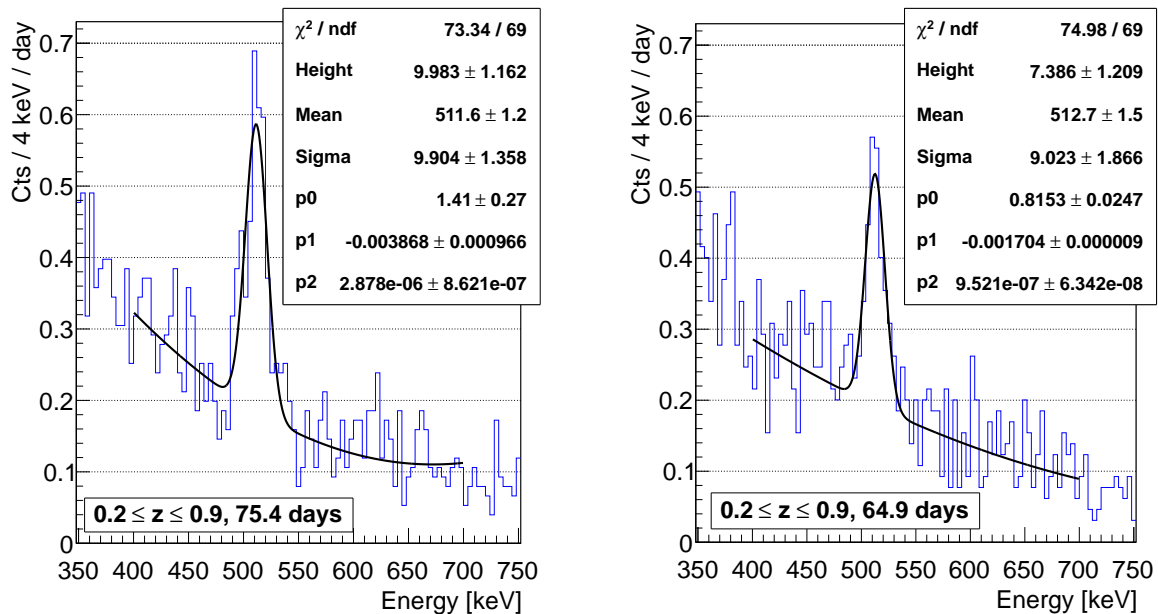 χ² / ndf 73.34 / 69
Height 9.983 ± 1.162
Mean 511.6 ± 1.2
Sigma 9.904 ± 1.358
p0 1.41 ± 0.27
p1 -0.003868 ± 0.000966
p2 2.878e-06 ± 8.621e-07
Cts / 4 keV / day
0.7
0.6
0.5
0.4
0.3
0.2
0.1
0
0.2 ≤ z ≤ 0.9, 75.4 days
350 400 450 500 550 600 650 700 750
Energy [keV]
χ² / ndf 74.98 / 69
Height 7.386 ± 1.209
Mean 512.7 ± 1.5
Sigma 9.023 ± 1.866
p0 0.8153 ± 0.0247
p1 -0.001704 ± 0.000009
p2 9.521e-07 ± 6.342e-08
Cts / 4 keV / day
0.7
0.6
0.5
0.4
0.3
0.2
0.1
0
0.2 ≤ z ≤ 0.9, 64.9 days
350 400 450 500 550 600 650 700 750
Energy [keV]